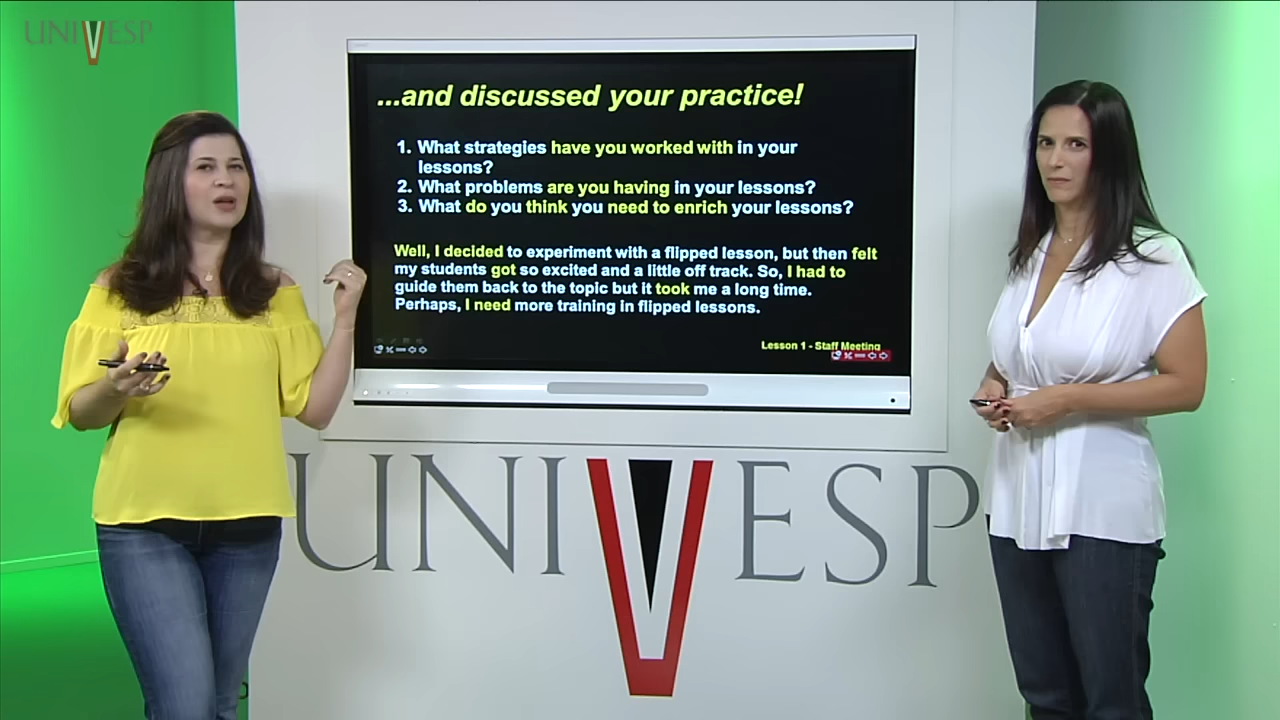 UNIVESP
...and discussed your practice!
1. What strategies have you worked with in your
lessons?
2. What problems are you having in your lessons?
3. What do you think you need to enrich your lessons?
Well, I decided to experiment with a flipped lesson, but then felt
my students got so excited and a little off track. So, I had to
guide them back to the topic but it took me a long time.
Perhaps, I need more training in flipped lessons.
Lesson 1 - Staff Meeting
UNIVESP